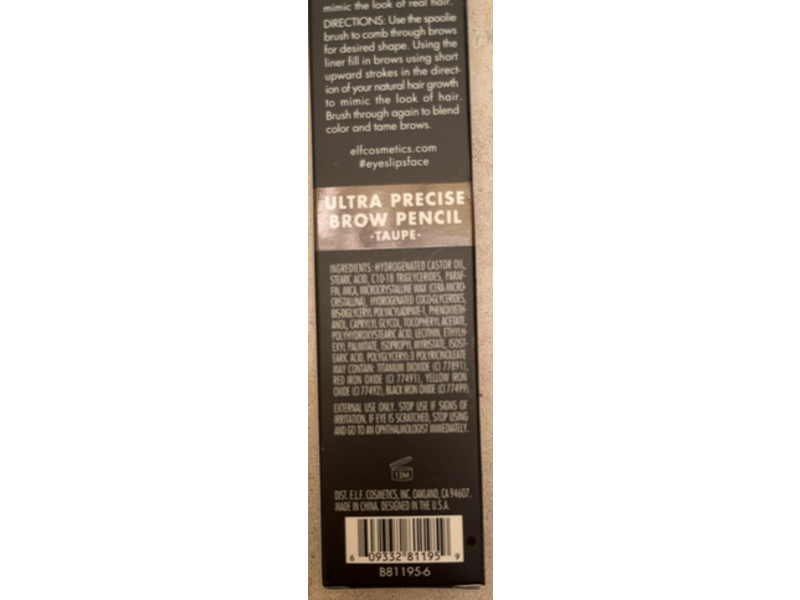 mimic the look of real hair.
DIRECTIONS: Use the spoolie
brush to comb through brows
for desired shape. Using the
liner fill in brows using short
upward strokes in the direct-
ion of your natural hair growth
to mimic the look of hair.
Brush through again to blend
color and tame brows.
elfcosmetics.com
#eyeslipsface
ULTRA PRECISE
BROW PENCIL
-TAUPE-
INGREDIENTS: HYDROGENATED CASTOR OIL,
STEARIC ACID, C10-18 TRIGLYCERIDES, PARAF-
FIN, MICA, MICROCRYSTALLINE WAX (CERA MICRO-
CRISTALLINA), HYDROGENATED COCO-GLYCERIDES,
BIS-DIGLYCERYL POLYACYLADIPATE-1, PHENOXYETH-
ANOL, CAPRYLYL GLYCOL, TOCOPHERYL ACETATE,
POLYHYDROXYSTEARIC ACID, LECITHIN, ETHYLH-
EXYL PALMITATE, ISOPROPYL MYRISTATE, ISOST-
EARIC ACID, POLYGLYCERYL-3 POLYRICINOLEATE
MAY CONTAIN: TITANIUM DIOXIDE (CI 77891),
RED IRON OXIDE (CI 77491), YELLOW IRON
OXIDE (CI 77492), BLACK IRON OXIDE (CI 77499)
EXTERNAL USE ONLY. STOP USE IF SIGNS OF
IRRITATION. IF EYE IS SCRATCHED, STOP USING
AND GO TO AN OPHTHALMOLOGIST IMMEDIATELY.
12M
DIST. E.L.F. COSMETICS, INC. OAKLAND, CA 94607.
MADE IN CHINA. DESIGNED IN THE U.S.A.
6 09332 81195 9
B81195-6